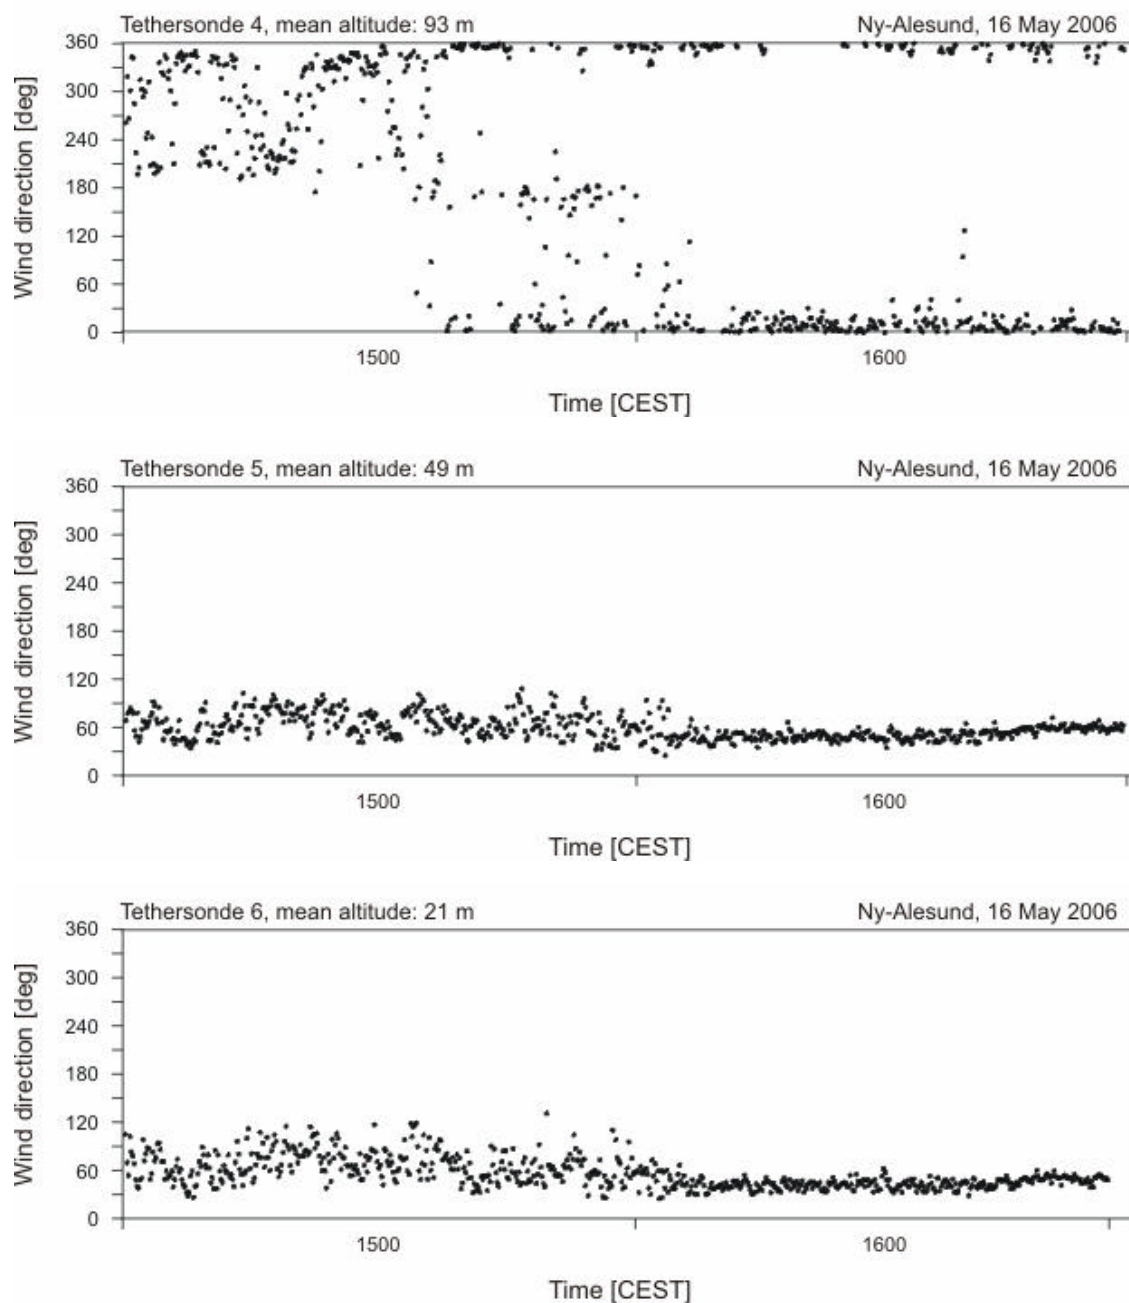 Tethersonde 4, mean altitude: 93 m Ny-Alesund, 16 May 2006
Wind direction [deg]
360
300
240
180
120
60
0
1500 1600
Time [CEST]
Tethersonde 5, mean altitude: 49 m Ny-Alesund, 16 May 2006
Wind direction [deg]
360
300
240
180
120
60
0
1500 1600
Time [CEST]
Tethersonde 6, mean altitude: 21 m Ny-Alesund, 16 May 2006
Wind direction [deg]
360
300
240
180
120
60
0
1500 1600
Time [CEST]